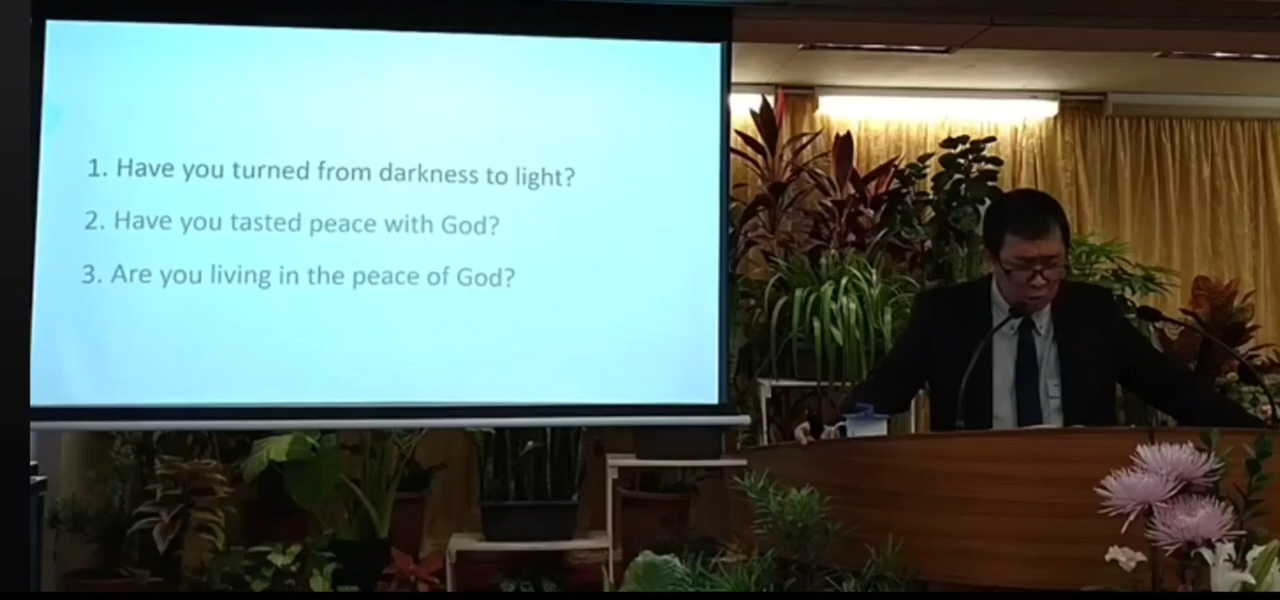 1. Have you turned from darkness to light?
2. Have you tasted peace with God?
3. Are you living in the peace of God?